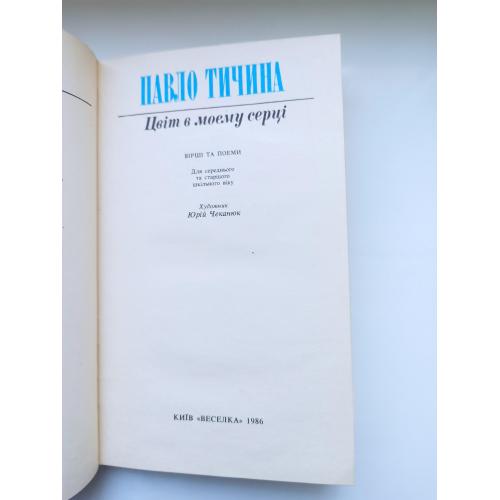 ПАВЛО ТИЧИНА
Цвіт в моєму серці
ВІРШІ ТА ПОЕМИ
Для середнього
та старшого
шкільного віку
Художник
Юрій Чеканюк
КИЇВ «ВЕСЕЛКА» 1986